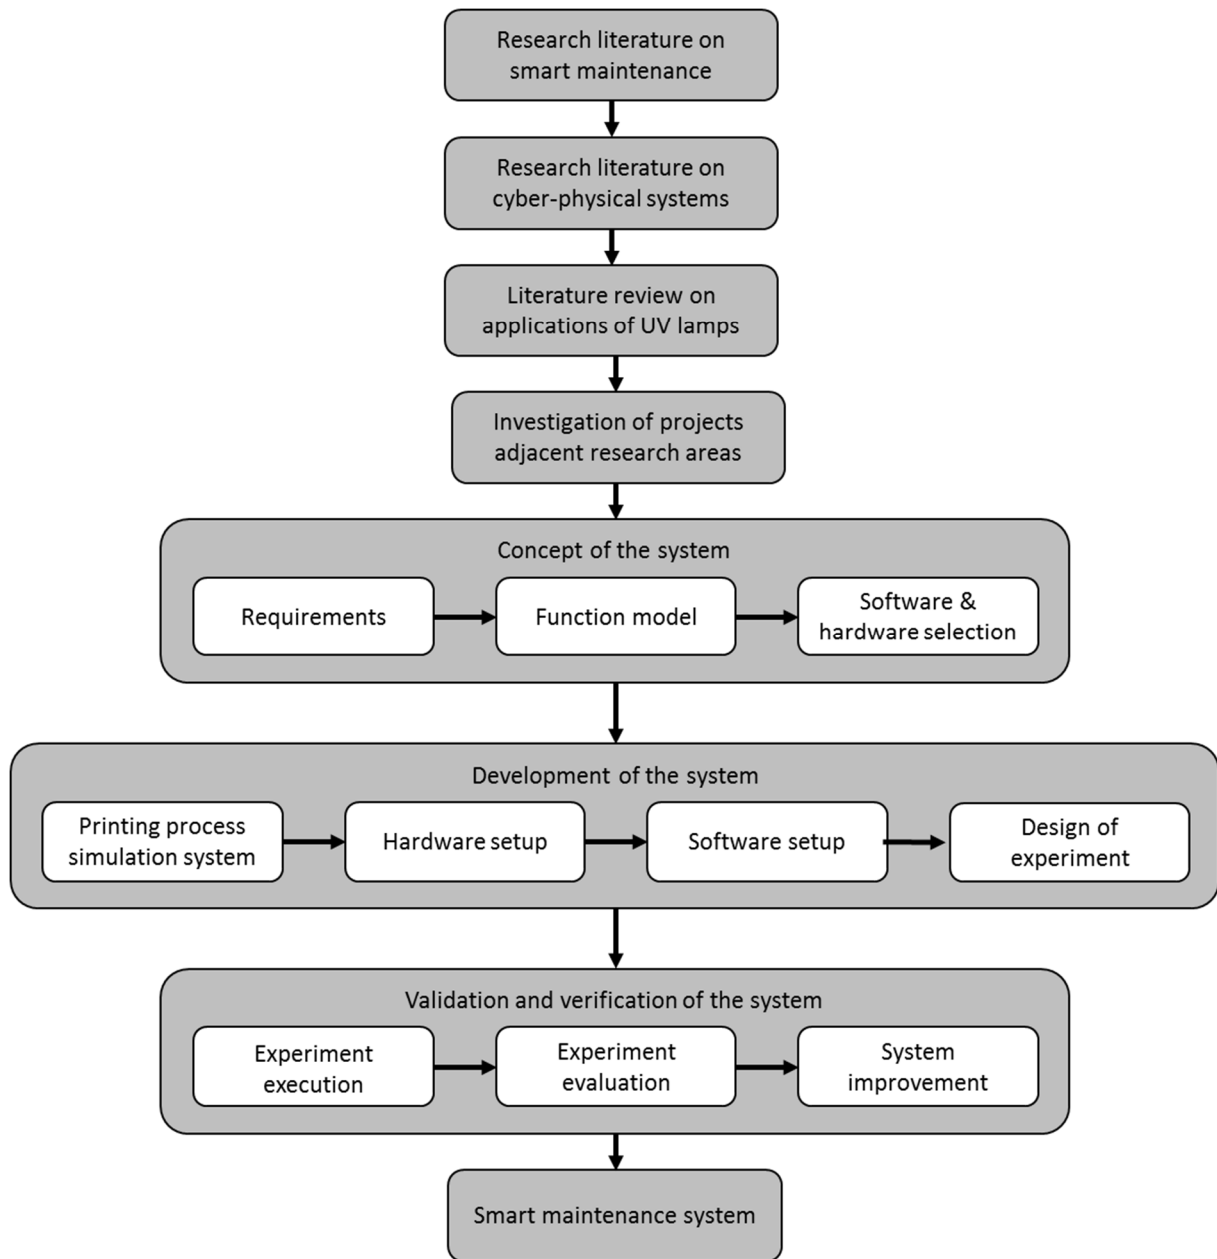 Research literature on
smart maintenance
Research literature on
cyber-physical systems
Literature review on
applications of UV lamps
Investigation of projects
adjacent research areas
Concept of the system
Requirements
Function model
Software &
hardware selection
Development of the system
Printing process
simulation system
Hardware setup
Software setup
Design of
experiment
Validation and verification of the system
Experiment
execution
Experiment
evaluation
System
improvement
Smart maintenance system